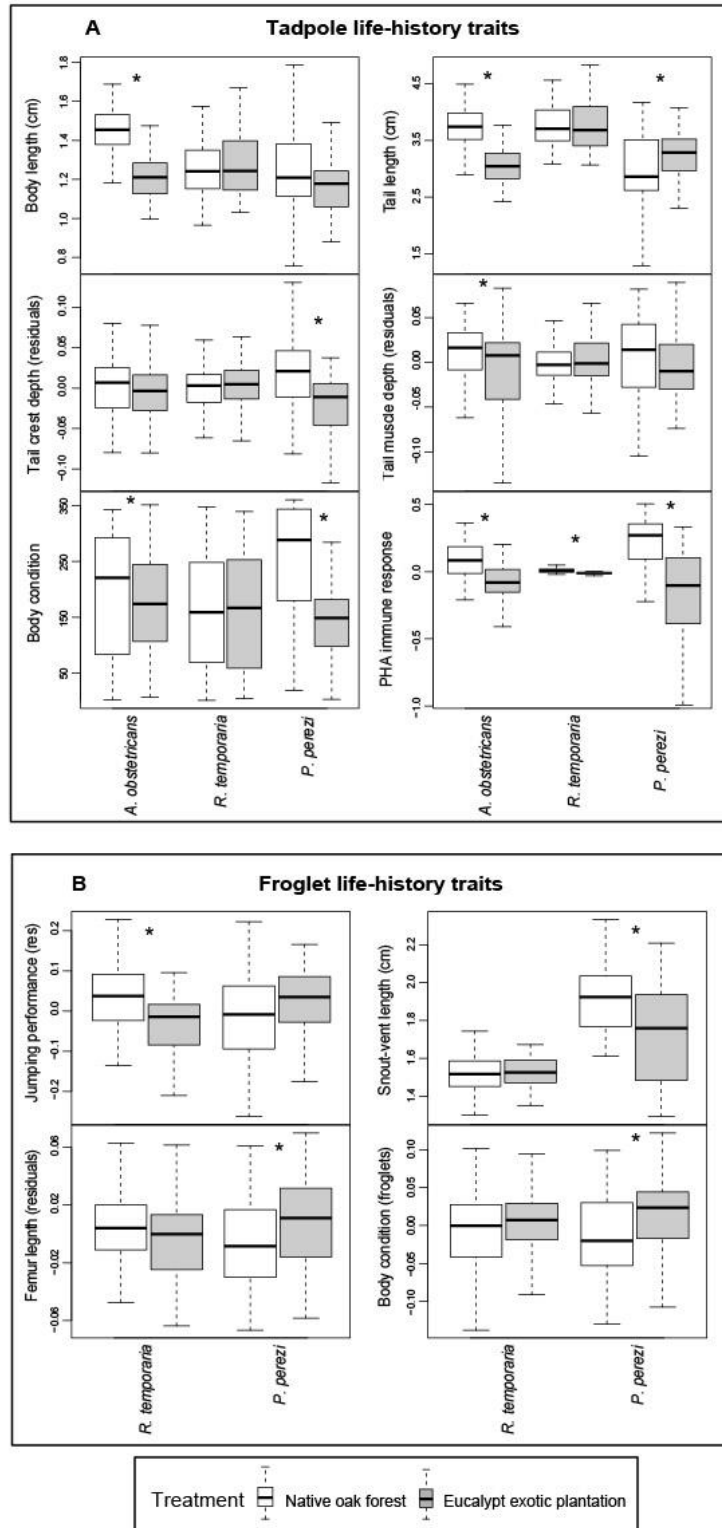 A Tadpole life-history traits
Body length (cm)
1.8
1.6
1.4
1.2
1.0
0.8
*
Tail length (cm)
4.5
3.5
2.5
1.5
*
*
Tail crest depth (residuals)
0.10
0.05
0.00
−0.05
−0.10
*
Tail muscle depth (residuals)
0.05
0.00
−0.05
−0.10
*
Body condition
350
250
150
50
*
*
PHA immune response
0.5
0.0
−0.5
−1.0
*
*
*
A. obstetricans
R. temporaria
P. perezi
A. obstetricans
R. temporaria
P. perezi
B Froglet life-history traits
Jumping performance (res)
0.2
0.0
−0.1
−0.2
*
Snout-vent length (cm)
2.2
2.0
1.8
1.6
1.4
*
Femur legnth (residuals)
0.06
0.02
−0.02
−0.06
*
Body condition (froglets)
0.10
0.05
0.00
−0.05
−0.10
*
R. temporaria
P. perezi
R. temporaria
P. perezi
Treatment Native oak forest Eucalypt exotic plantation